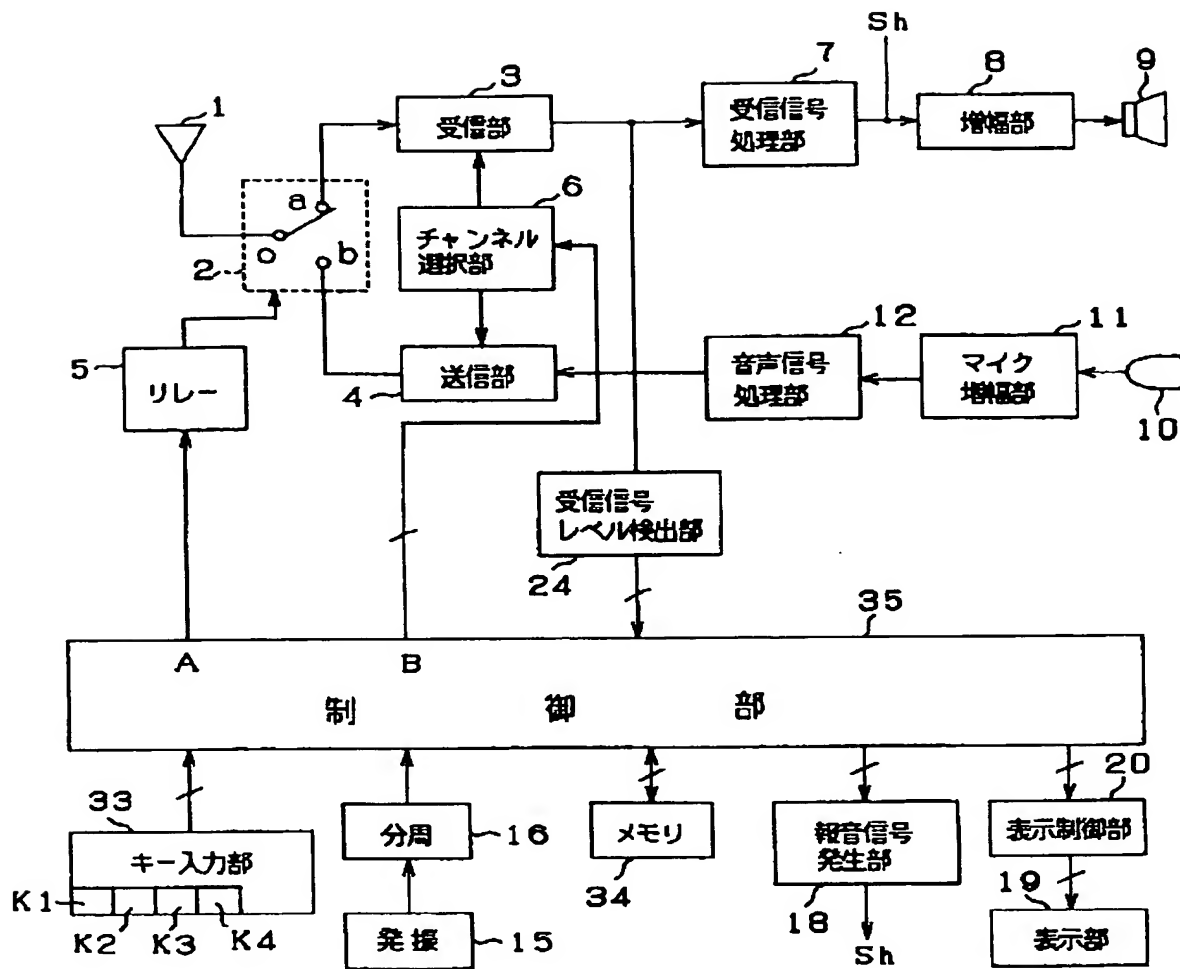 Sh
7
8
9
3
1
受信部
受信信号
処理部
増幅部
6
a
チャンネル
選択部
b
2
12
11
5
リレー
送信部
4
音声信号
処理部
マイク
増幅部
10
受信信号
レベル検出部
24
35
A
B
制御部
33
20
キー入力部
分周
16
メモリ
34
報音信号
発生部
表示制御部
K1
K2
K3
K4
発振
15
18
19
Sh
表示部